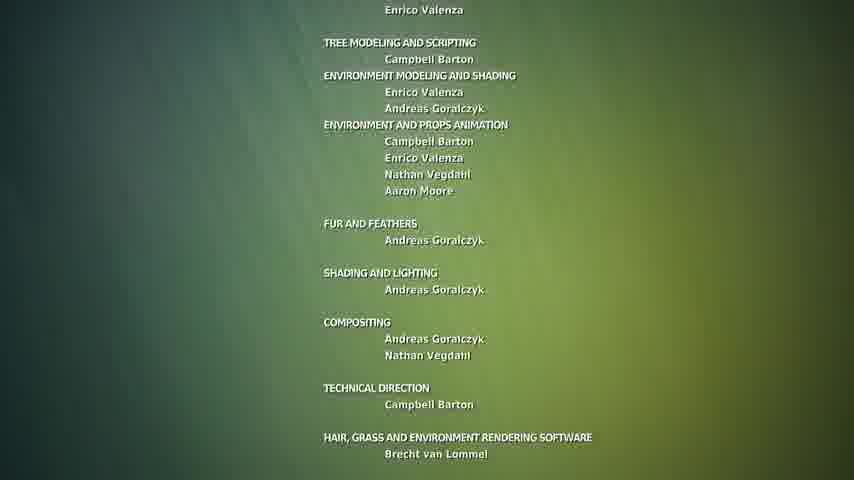 Enrico Valenza
TREE MODELING AND SCRIPTING
Campbell Barton
ENVIRONMENT MODELING AND SHADING
Enrico Valenza
Andreas Goralczyk
ENVIRONMENT AND PROPS ANIMATION
Campbell Barton
Enrico Valenza
Nathan Vegdahl
Aaron Moore
FUR AND FEATHERS
Andreas Goralczyk
SHADING AND LIGHTING
Andreas Goralczyk
COMPOSITING
Andreas Goralczyk
Nathan Vegdahl
TECHNICAL DIRECTION
Campbell Barton
HAIR, GRASS AND ENVIRONMENT RENDERING SOFTWARE
Brecht van Lommel